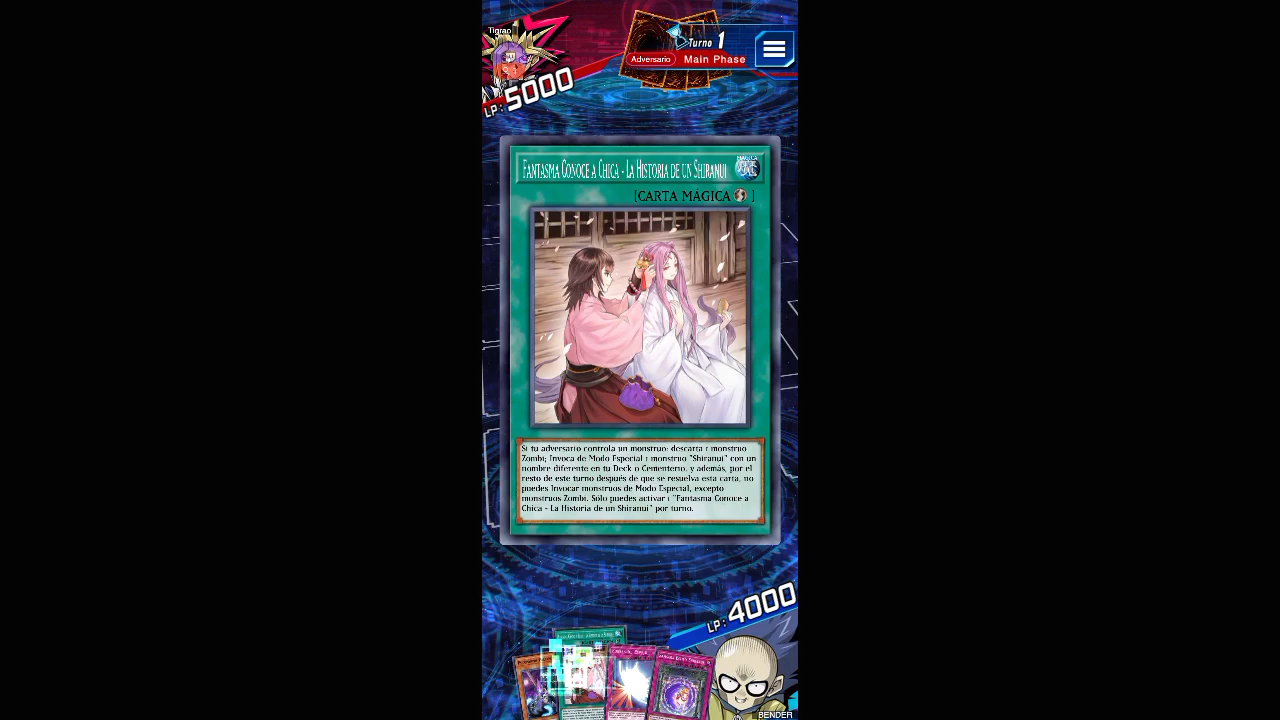 Tigrao
Turno 1
Adversario Main Phase
LP: 5000
FANTASMA CONOCE A CHICA - LA HISTORIA DE UN SHIRANUI
MÁGICA
[CARTA MÁGICA ]
Si tu adversario controla un monstruo: descarta 1 monstruo
Zombi; Invoca de Modo Especial 1 monstruo "Shiranui" con un
nombre diferente en tu Deck o Cementerio, y además, por el
resto de este turno después de que se resuelva esta carta, no
puedes Invocar monstruos de Modo Especial, excepto
monstruos Zombi. Sólo puedes activar 1 "Fantasma Conoce a
Chica - La Historia de un Shiranui" por turno.
LP: 4000
BENDER